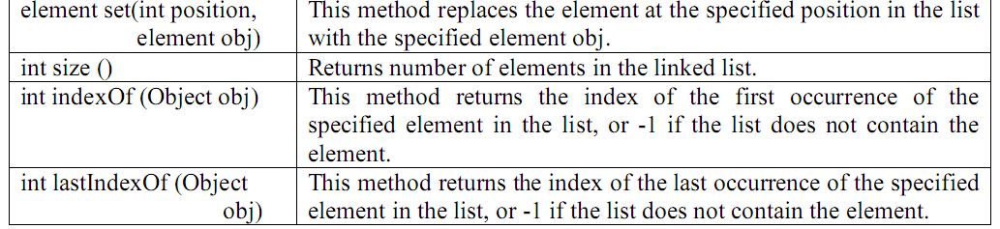 element set(int position, This method replaces the element at the specified position in the list
element obj) with the specified element obj.
int size () Returns number of elements in the linked list.
int indexOf (Object obj) This method returns the index of the first occurrence of the
specified element in the list, or -1 if the list does not contain the
element.
int lastIndexOf (Object This method returns the index of the last occurrence of the specified
obj) element in the list, or -1 if the list does not contain the element.